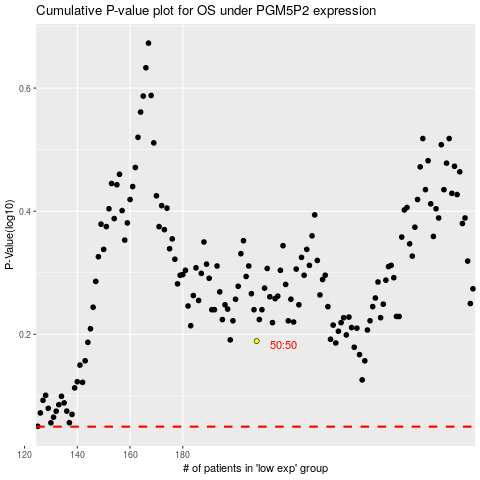 Cumulative P-value plot for OS under PGM5P2 expression
P-Value(log10)
0.6
0.4
0.2
50:50
120 140 160 180
# of patients in 'low exp' group